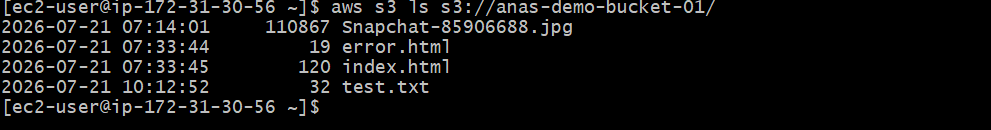 [ec2-user@ip-172-31-30-56 ~]$ aws s3 ls s3://anas-demo-bucket-01/
2026-07-21 07:14:01     110867 Snapchat-85906688.jpg
2026-07-21 07:33:44         19 error.html
2026-07-21 07:33:45        120 index.html
2026-07-21 10:12:52         32 test.txt
[ec2-user@ip-172-31-30-56 ~]$